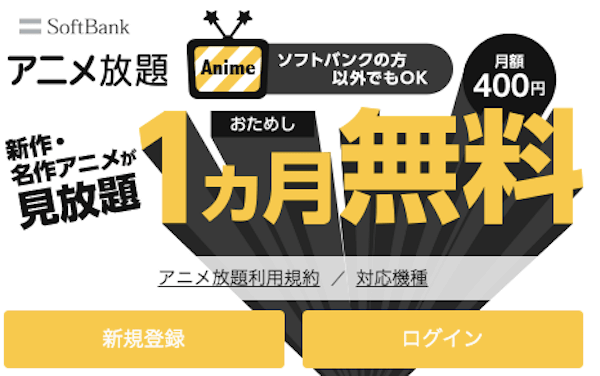 SoftBank
アニメ放題
Anime
ソフトバンクの方
以外でもOK
月額
400円
新作・
名作アニメが
見放題
おためし
1カ月無料
アニメ放題利用規約 ／ 対応機種
新規登録
ログイン